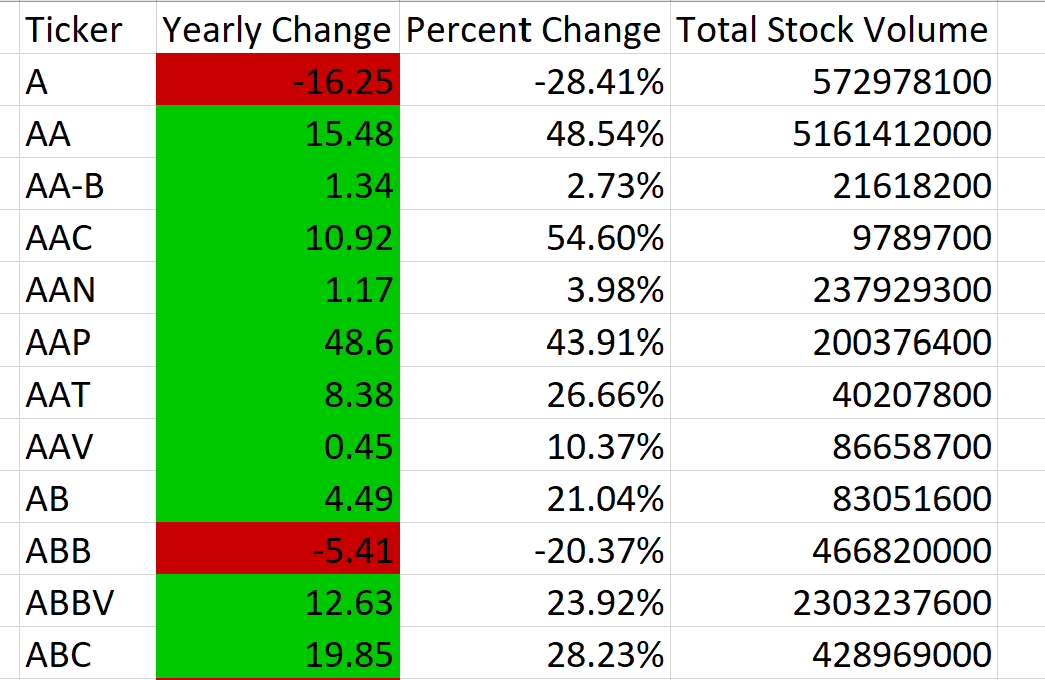 Ticker Yearly Change Percent Change Total Stock Volume
A -16.25 -28.41% 572978100
AA 15.48 48.54% 5161412000
AA-B 1.34 2.73% 21618200
AAC 10.92 54.60% 9789700
AAN 1.17 3.98% 237929300
AAP 48.6 43.91% 200376400
AAT 8.38 26.66% 40207800
AAV 0.45 10.37% 86658700
AB 4.49 21.04% 83051600
ABB -5.41 -20.37% 466820000
ABBV 12.63 23.92% 2303237600
ABC 19.85 28.23% 428969000